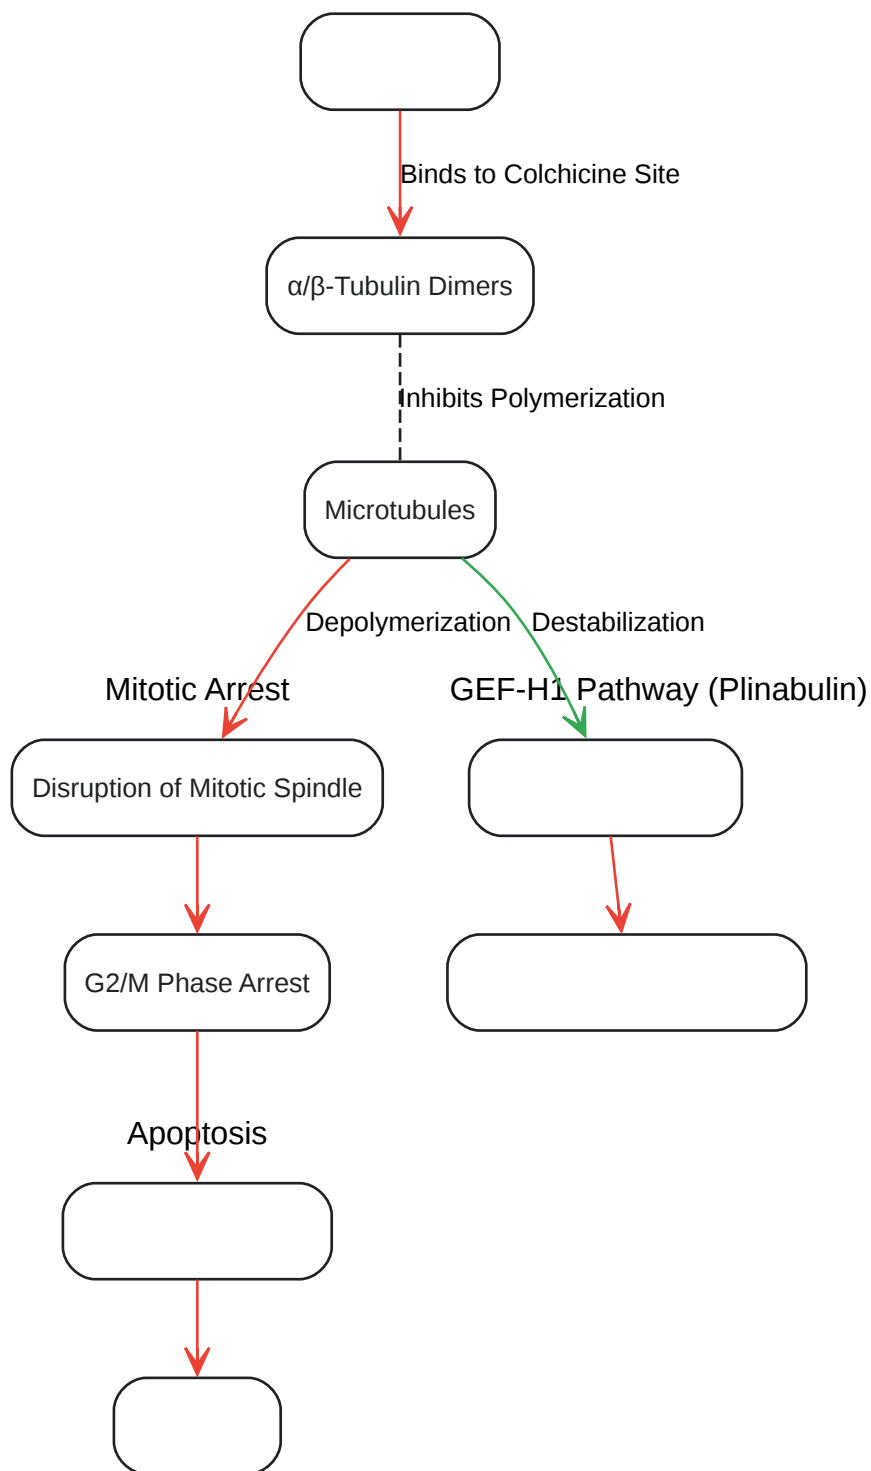 Binds to Colchicine Site
α/β-Tubulin Dimers
Inhibits Polymerization
Microtubules
Depolymerization
Destabilization
Mitotic Arrest
GEF-H1 Pathway (Plinabulin)
Disruption of Mitotic Spindle
G2/M Phase Arrest
Apoptosis